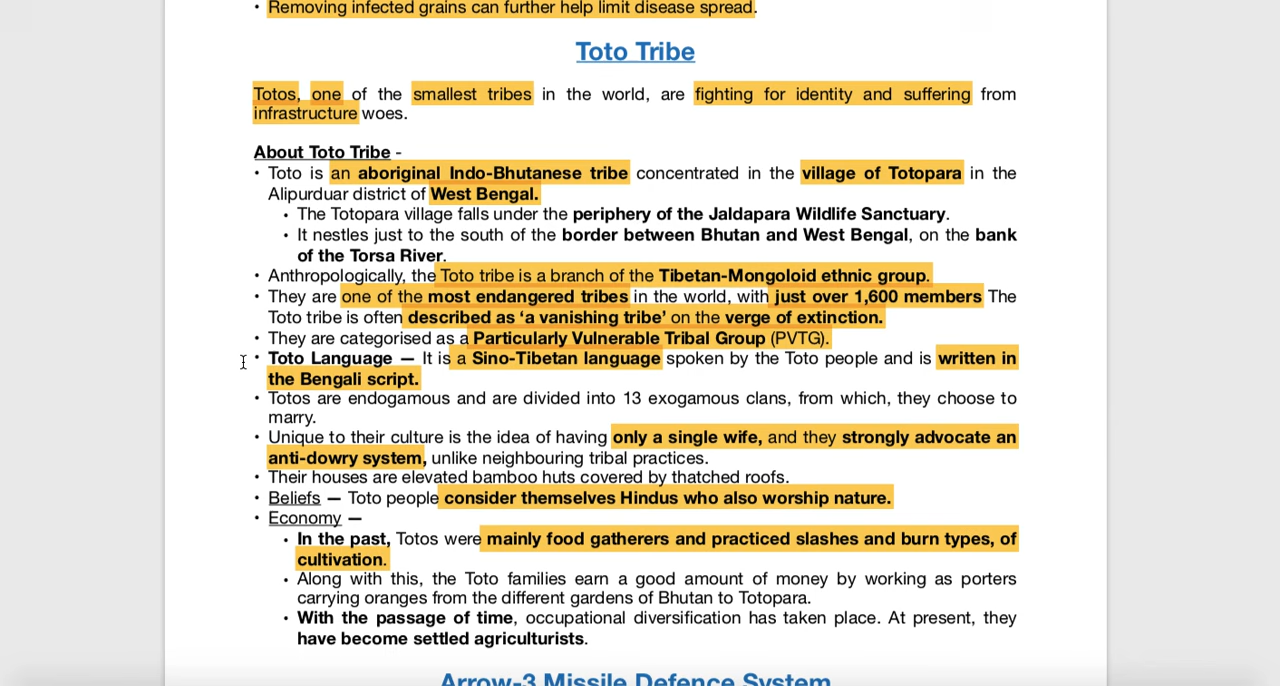 • Removing infected grains can further help limit disease spread.
Toto Tribe
Totos, one of the smallest tribes in the world, are fighting for identity and suffering from
infrastructure woes.
About Toto Tribe -
• Toto is an aboriginal Indo-Bhutanese tribe concentrated in the village of Totopara in the
Alipurduar district of West Bengal.
• The Totopara village falls under the periphery of the Jaldapara Wildlife Sanctuary.
• It nestles just to the south of the border between Bhutan and West Bengal, on the bank
of the Torsa River.
• Anthropologically, the Toto tribe is a branch of the Tibetan-Mongoloid ethnic group.
• They are one of the most endangered tribes in the world, with just over 1,600 members The
Toto tribe is often described as ‘a vanishing tribe’ on the verge of extinction.
• They are categorised as a Particularly Vulnerable Tribal Group (PVTG).
• Toto Language — It is a Sino-Tibetan language spoken by the Toto people and is written in
the Bengali script.
• Totos are endogamous and are divided into 13 exogamous clans, from which, they choose to
marry.
• Unique to their culture is the idea of having only a single wife, and they strongly advocate an
anti-dowry system, unlike neighbouring tribal practices.
• Their houses are elevated bamboo huts covered by thatched roofs.
• Beliefs — Toto people consider themselves Hindus who also worship nature.
• Economy —
• In the past, Totos were mainly food gatherers and practiced slashes and burn types, of
cultivation.
• Along with this, the Toto families earn a good amount of money by working as porters
carrying oranges from the different gardens of Bhutan to Totopara.
• With the passage of time, occupational diversification has taken place. At present, they
have become settled agriculturists.
Arrow-3 Missile Defence System